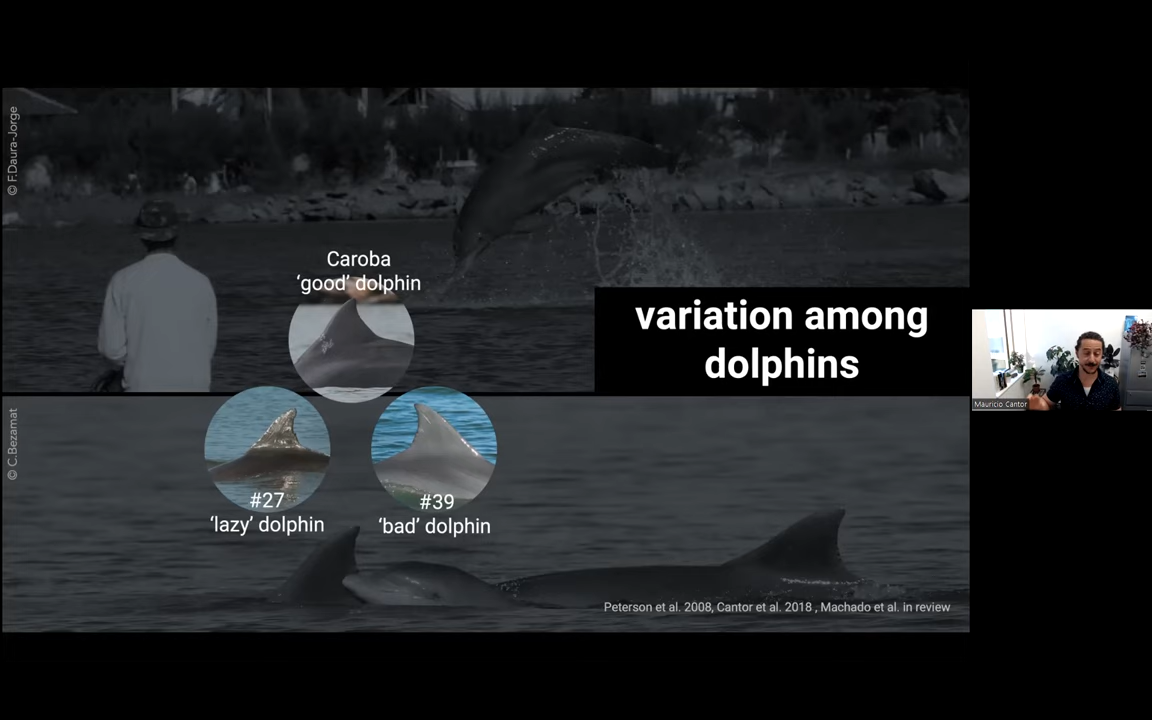 © F.Daura-Jorge
Caroba
‘good’ dolphin
variation among
dolphins
Mauricio Cantor
© C.Bezamat
#27
‘lazy’ dolphin
#39
‘bad’ dolphin
Peterson et al. 2008, Cantor et al. 2018 , Machado et al. in review